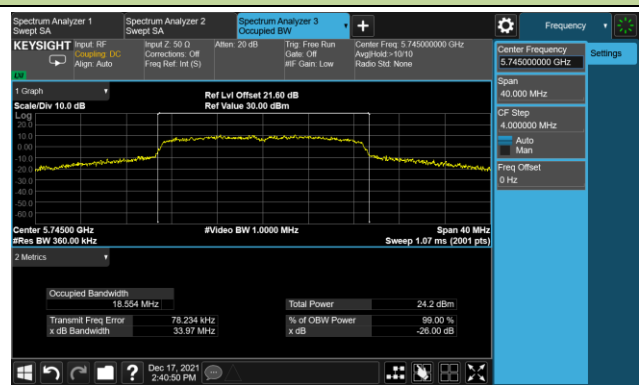 Spectrum Analyzer 1
Swept SA
Spectrum Analyzer 2
Swept SA
Spectrum Analyzer 3
Occupied BW
+
Frequency
KEYSIGHT
Input: RF
Coupling: DC
Align: Auto
Input Z: 50 Ω
Corrections: Off
Freq Ref: Int (S)
Atten: 20 dB
Trig: Free Run
Gate: Off
#IF Gain: Low
Center Freq: 5.745000000 GHz
Avg|Hold:>10/10
Radio Std: None
Center Frequency
5.745000000 GHz
Settings
Span
40.000 MHz
CF Step
4.000000 MHz
Auto
Man
Freq Offset
0 Hz
1 Graph
Scale/Div 10.0 dB
Ref Lvl Offset 21.60 dB
Ref Value 30.00 dBm
Log
20.0
10.0
0.00
-10.0
-20.0
-30.0
-40.0
-50.0
-60.0
Center 5.74500 GHz
#Res BW 360.00 kHz
#Video BW 1.0000 MHz
Span 40 MHz
Sweep 1.07 ms (2001 pts)
2 Metrics
Occupied Bandwidth
18.554 MHz
Total Power 24.2 dBm
Transmit Freq Error 78.234 kHz
% of OBW Power 99.00 %
x dB Bandwidth 33.97 MHz
x dB -26.00 dB
?
Dec 17, 2021
2:40:50 PM